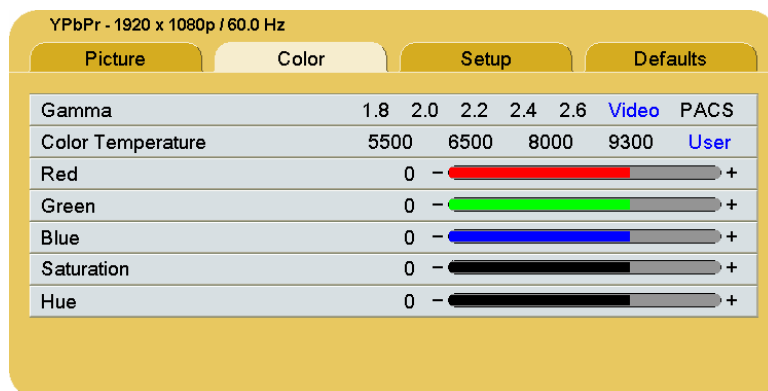 YPbPr - 1920 x 1080p / 60.0 Hz
Picture Color Setup Defaults
Gamma 1.8 2.0 2.2 2.4 2.6 Video PACS
Color Temperature 5500 6500 8000 9300 User
Red 0 − +
Green 0 − +
Blue 0 − +
Saturation 0 − +
Hue 0 − +